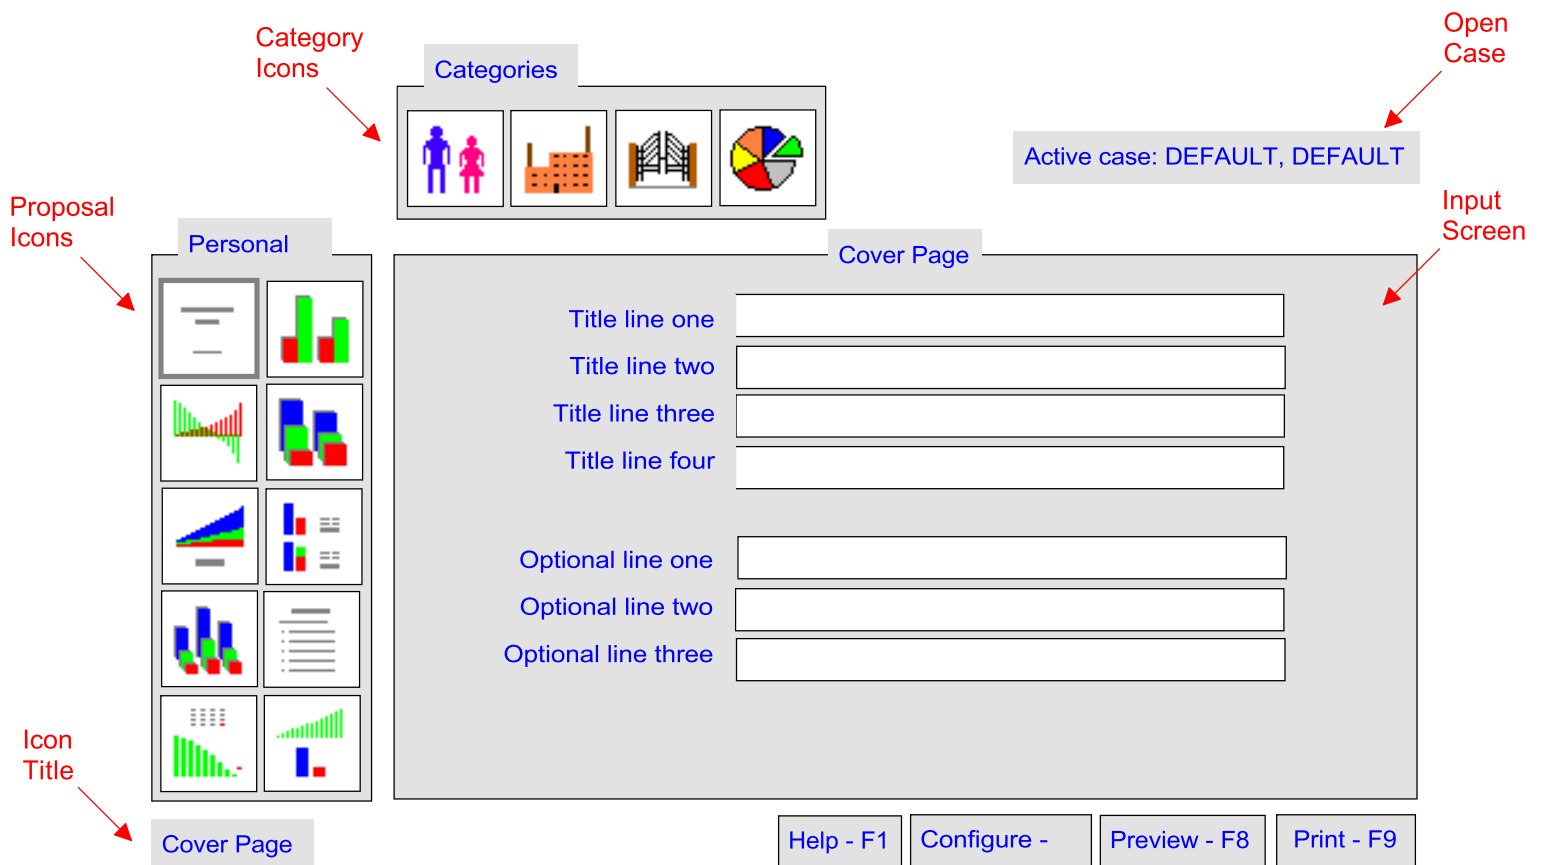 Category
Icons
Categories
Open
Case
Active case: DEFAULT, DEFAULT
Proposal
Icons
Personal
Input
Screen
Cover Page
Title line one
Title line two
Title line three
Title line four
Optional line one
Optional line two
Optional line three
Icon
Title
Cover Page
Help - F1
Configure -
Preview - F8
Print - F9